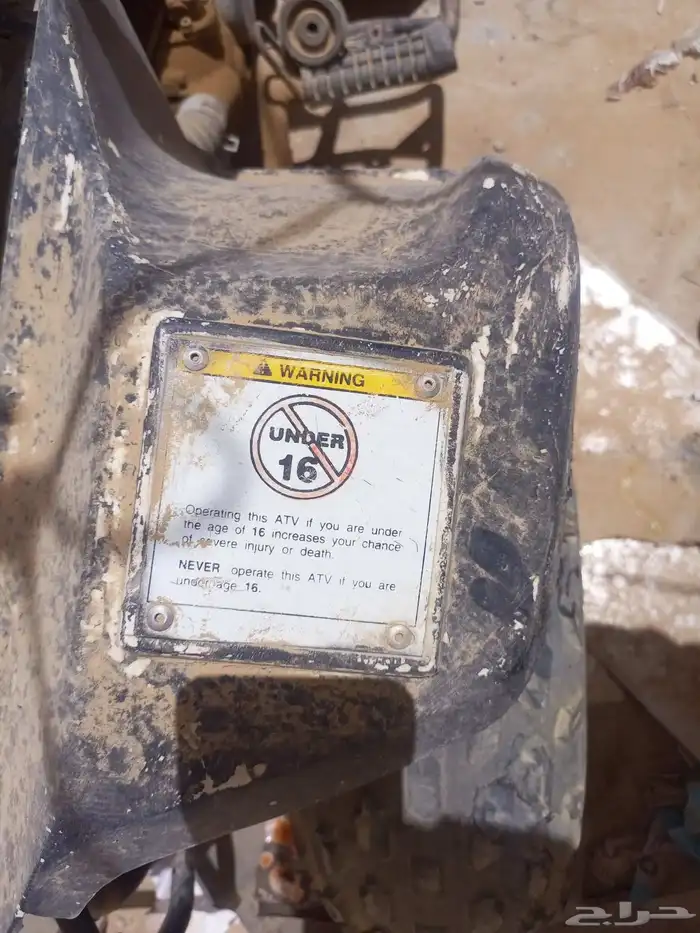 WARNING
UNDER
16
Operating this ATV if you are under
the age of 16 increases your chance
of severe injury or death.
NEVER operate this ATV if you are
under age 16.
حراج